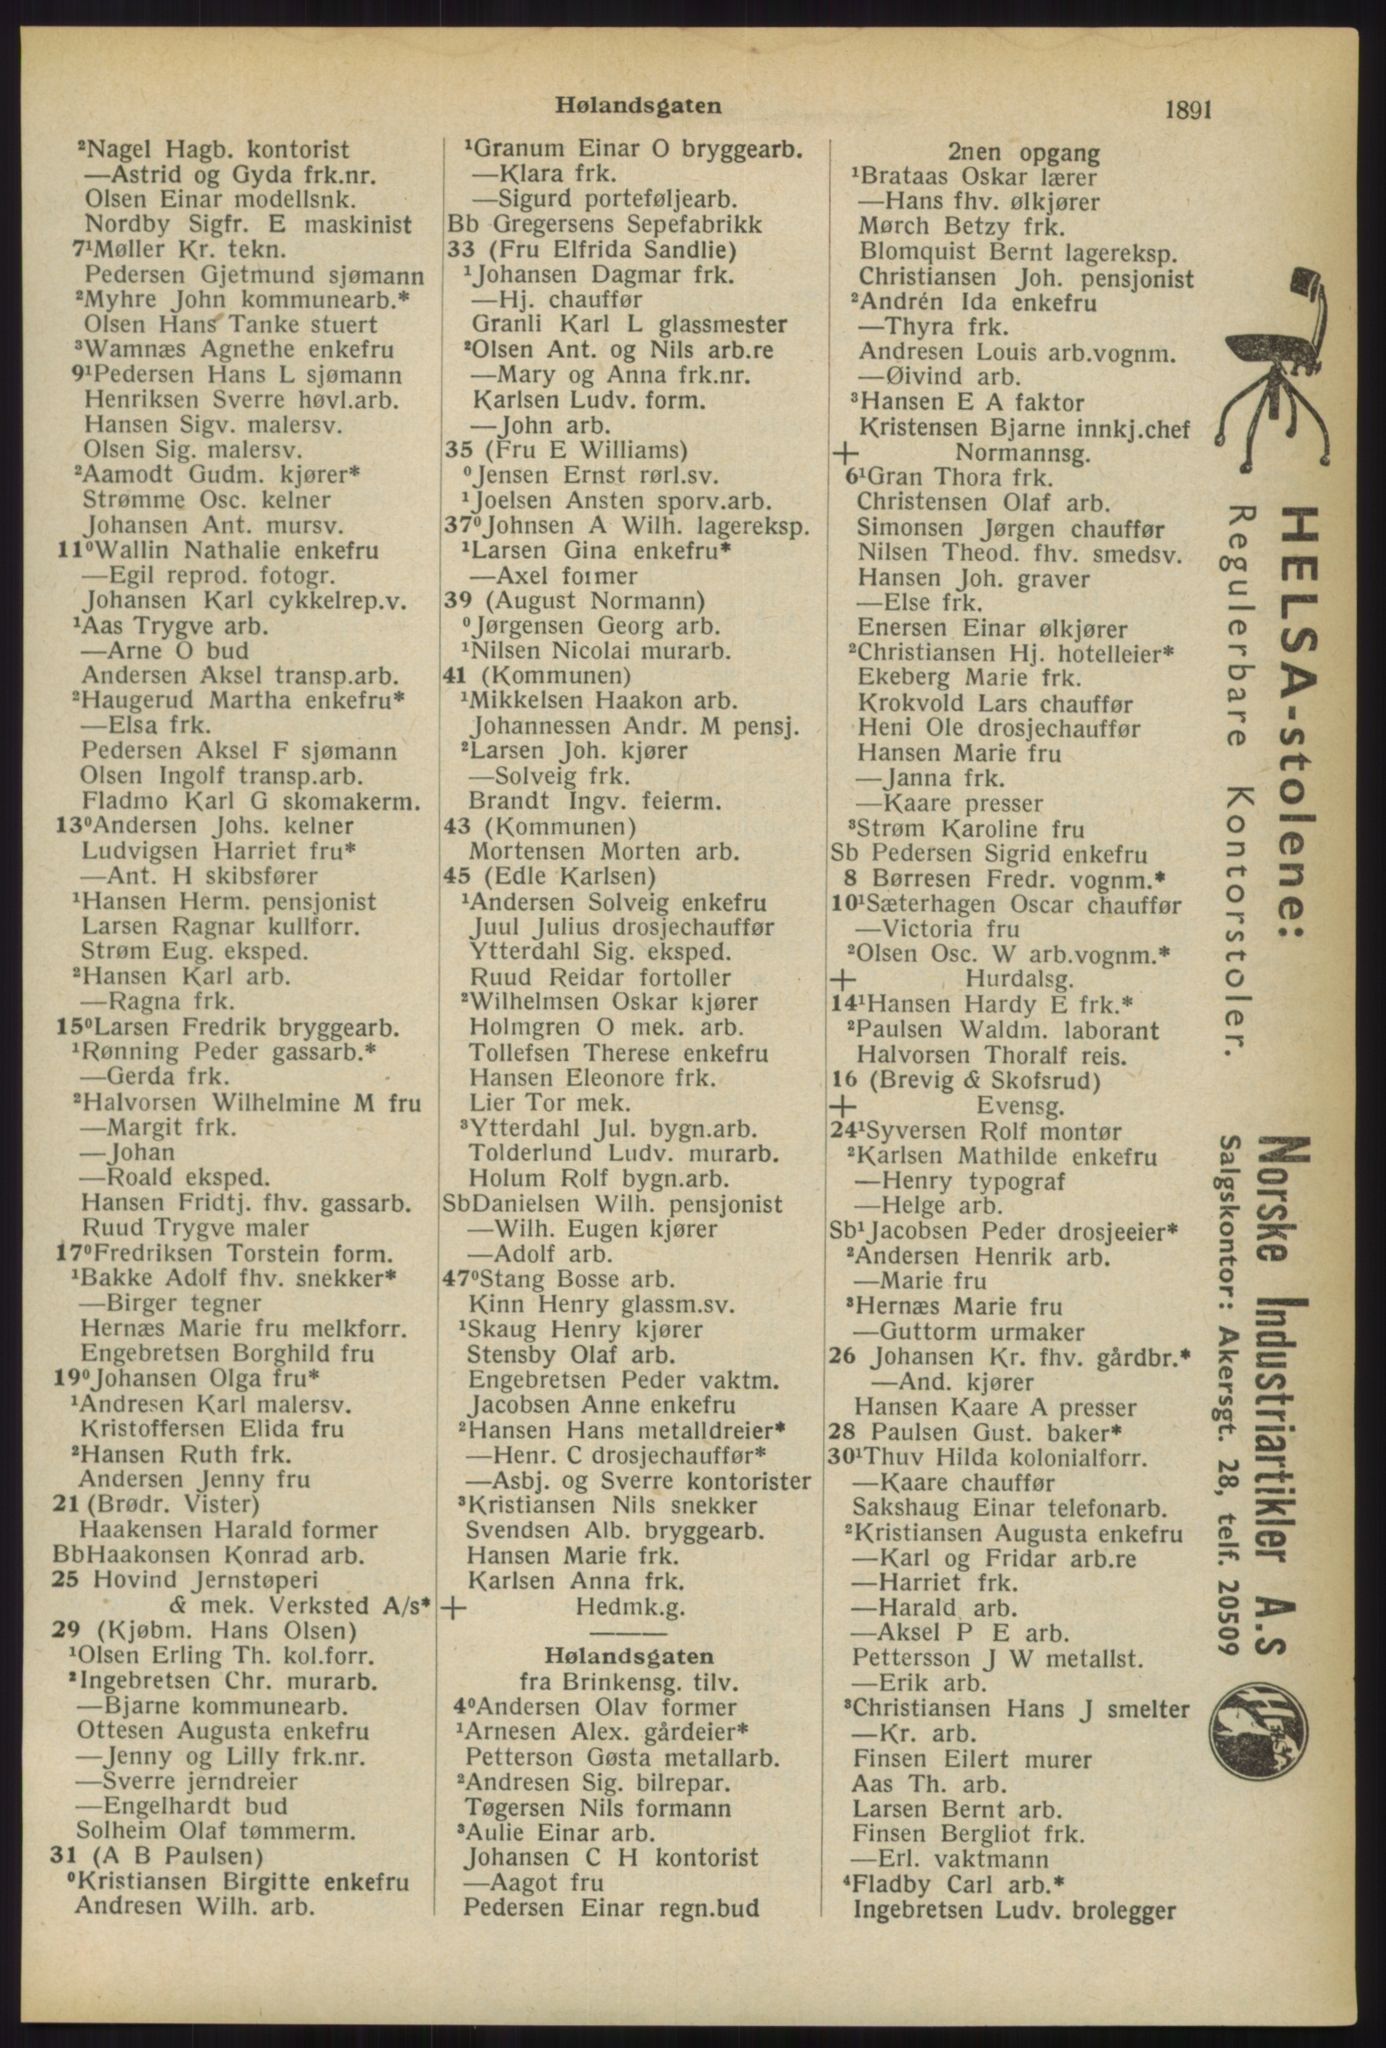 Hølandsgaten
1891
²Nagel Hagb. kontorist
—Astrid og Gyda frk.nr.
Olsen Einar modellsnk.
Nordby Sigfr. E maskinist
7¹Møller Kr. tekn.
Pedersen Gjetmund sjømann
²Myhre John kommunearb.*
Olsen Hans Tanke stuert
³Wamnæs Agnethe enkefru
9¹Pedersen Hans L sjømann
Henriksen Sverre høvl.arb.
Hansen Sigv. malersv.
Olsen Sig. malersv.
²Aamodt Gudm. kjører*
Strømme Osc. kelner
Johansen Ant. mursv.
11⁰Wallin Nathalie enkefru
—Egil reprod. fotogr.
Johansen Karl cykkelrep.v.
¹Aas Trygve arb.
—Arne O bud
Andersen Aksel transp.arb.
²Haugerud Martha enkefru*
—Elsa frk.
Pedersen Aksel F sjømann
Olsen Ingolf transp.arb.
Fladmo Karl G skomakerm.
13⁰Andersen Johs. kelner
Ludvigsen Harriet fru*
—Ant. H skibsfører
¹Hansen Herm. pensjonist
Larsen Ragnar kullforr.
Strøm Eug. eksped.
²Hansen Karl arb.
—Ragna frk.
15⁰Larsen Fredrik bryggearb.
¹Rønning Peder gassarb.*
—Gerda frk.
²Halvorsen Wilhelmine M fru
—Margit frk.
—Johan
—Roald eksped.
Hansen Fridtj. fhv. gassarb.
Ruud Trygve maler
17⁰Fredriksen Torstein form.
¹Bakke Adolf fhv. snekker*
—Birger tegner
Hernæs Marie fru melkforr.
Engebretsen Borghild fru
19⁰Johansen Olga fru*
¹Andresen Karl malersv.
Kristoffersen Elida fru
²Hansen Ruth frk.
Andersen Jenny fru
21 (Brødr. Vister)
Haakensen Harald former
BbHaakonsen Konrad arb.
25 Hovind Jernstøperi
& mek. Verksted A/s*
29 (Kjøbm. Hans Olsen)
¹Olsen Erling Th. kol.forr.
²Ingebretsen Chr. murarb.
—Bjarne kommunearb.
Ottesen Augusta enkefru
—Jenny og Lilly frk.nr.
—Sverre jerndreier
—Engelhardt bud
Solheim Olaf tømmerm.
31 (A B Paulsen)
⁰Kristiansen Birgitte enkefru
Andresen Wilh. arb.
¹Granum Einar O bryggearb.
—Klara frk.
—Sigurd porteføljearb.
Bb Gregersens Sepefabrikk
33 (Fru Elfrida Sandlie)
¹Johansen Dagmar frk.
—Hj. chauffør
Granli Karl L glassmester
²Olsen Ant. og Nils arb.re
—Mary og Anna frk.nr.
Karlsen Ludv. form.
—John arb.
35 (Fru E Williams)
⁰Jensen Ernst rørl.sv.
¹Joelsen Ansten sporv.arb.
37⁰Johnsen A Wilh. lagereksp.
¹Larsen Gina enkefru*
—Axel former
39 (August Normann)
⁰Jørgensen Georg arb.
¹Nilsen Nicolai murarb.
41 (Kommunen)
¹Mikkelsen Haakon arb.
Johannessen Andr. M pensj.
²Larsen Joh. kjører
—Solveig frk.
Brandt Ingv. feierm.
43 (Kommunen)
Mortensen Morten arb.
45 (Edle Karlsen)
¹Andersen Solveig enkefru
Juul Julius drosjechauffør
Ytterdahl Sig. eksped.
Ruud Reidar fortoller
²Wilhelmsen Oskar kjører
Holmgren O mek. arb.
Tollefsen Therese enkefru
Hansen Eleonore frk.
Lier Tor mek.
³Ytterdahl Jul. bygn.arb.
Tolderlund Ludv. murarb.
Holum Rolf bygn.arb.
SbDanielsen Wilh. pensjonist
—Wilh. Eugen kjører
—Adolf arb.
47⁰Stang Bosse arb.
Kinn Henry glassm.sv.
¹Skaug Henry kjører
Stensby Olaf arb.
Engebretsen Peder vaktm.
Jacobsen Anne enkefru
²Hansen Hans metalldreier*
—Henr. C drosjechauffør*
—Asbj. og Sverre kontorister
³Kristiansen Nils snekker
Svendsen Alb. bryggearb.
Hansen Marie frk.
Karlsen Anna frk.
+ Hedmk.g.
Hølandsgaten
fra Brinkensg. tilv.
4⁰Andersen Olav former
¹Arnesen Alex. gårdeier*
Petterson Gøsta metallarb.
²Andresen Sig. bilrepar.
Tøgersen Nils formann
³Aulie Einar arb.
Johansen C H kontorist
—Aagot fru
Pedersen Einar regn.bud
2nen opgang
¹Brataas Oskar lærer
—Hans fhv. ølkjører
Mørch Betzy frk.
Blomquist Bernt lagereksp.
Christiansen Joh. pensjonist
²Andrén Ida enkefru
—Thyra frk.
Andresen Louis arb.vognm.
—Øivind arb.
³Hansen E A faktor
Kristensen Bjarne innkj.chef
+ Normannsg.
6¹Gran Thora frk.
Christensen Olaf arb.
Simonsen Jørgen chauffør
Nilsen Theod. fhv. smedsv.
Hansen Joh. graver
—Else frk.
Enersen Einar ølkjører
²Christiansen Hj. hotelleier*
Ekeberg Marie frk.
Krokvold Lars chauffør
Heni Ole drosjechauffør
Hansen Marie fru
—Janna frk.
—Kaare presser
³Strøm Karoline fru
Sb Pedersen Sigrid enkefru
8 Børresen Fredr. vognm.*
10¹Sæterhagen Oscar chauffør
—Victoria fru
²Olsen Osc. W arb.vognm.*
+ Hurdalsg.
14¹Hansen Hardy E frk.*
²Paulsen Waldm. laborant
Halvorsen Thoralf reis.
16 (Brevig & Skofsrud)
+ Evensg.
24¹Syversen Rolf montør
²Karlsen Mathilde enkefru
—Henry typograf
—Helge arb.
Sb¹Jacobsen Peder drosjeeier*
²Andersen Henrik arb.
—Marie fru
³Hernæs Marie fru
—Guttorm urmaker
26 Johansen Kr. fhv. gårdbr.*
—And. kjører
Hansen Kaare A presser
28 Paulsen Gust. baker*
30¹Thuv Hilda kolonialforr.
—Kaare chauffør
Sakshaug Einar telefonarb.
²Kristiansen Augusta enkefru
—Karl og Fridar arb.re
—Harriet frk.
—Harald arb.
—Aksel P E arb.
Pettersson J W metallst.
—Erik arb.
³Christiansen Hans J smelter
—Kr. arb.
Finsen Eilert murer
Aas Th. arb.
Larsen Bernt arb.
Finsen Bergliot frk.
—Erl. vaktmann
⁴Fladby Carl arb.*
Ingebretsen Ludv. brolegger
HELSA-stolene:
Regulerbare Kontorstoler.
Norske Industriartikler A.s
Salgskontor: Akersgt. 28, telf. 20509